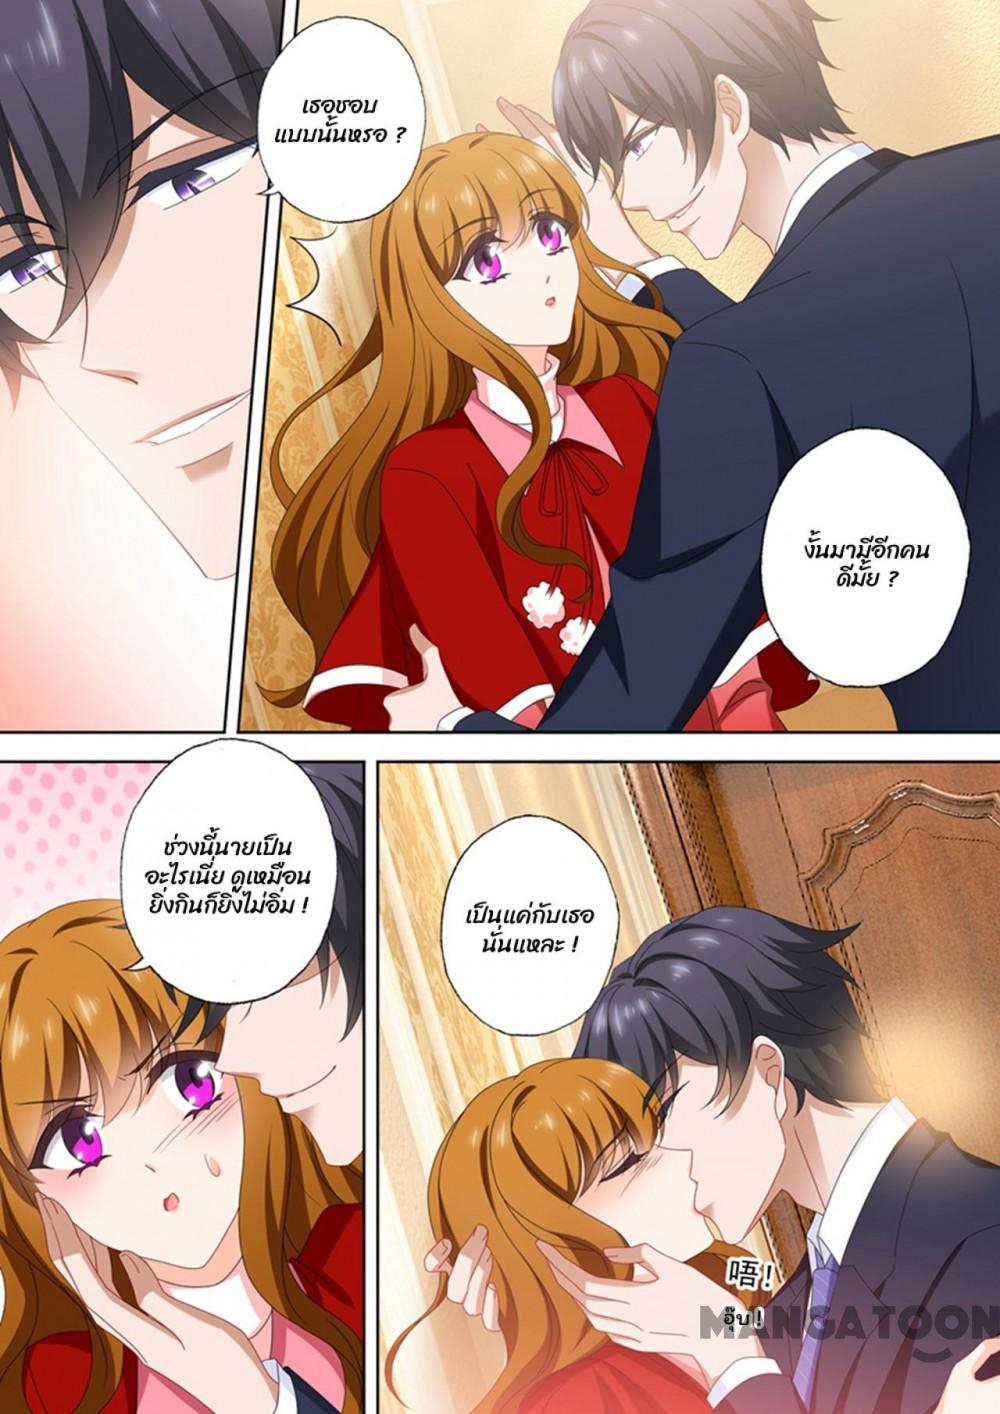 เธอชอบ
แบบนั้นหรอ ?
งั้นมามีอีกคน
ดีมั้ย ?
ช่วงนี้นายเป็น
อะไรเนี่ย ดูเหมือน
ยิ่งกินก็ยิ่งไม่อิ่ม !
เป็นแค่กับเธอ
นั่นแหละ !
唔!
อุ๊บ !
MANGATOON